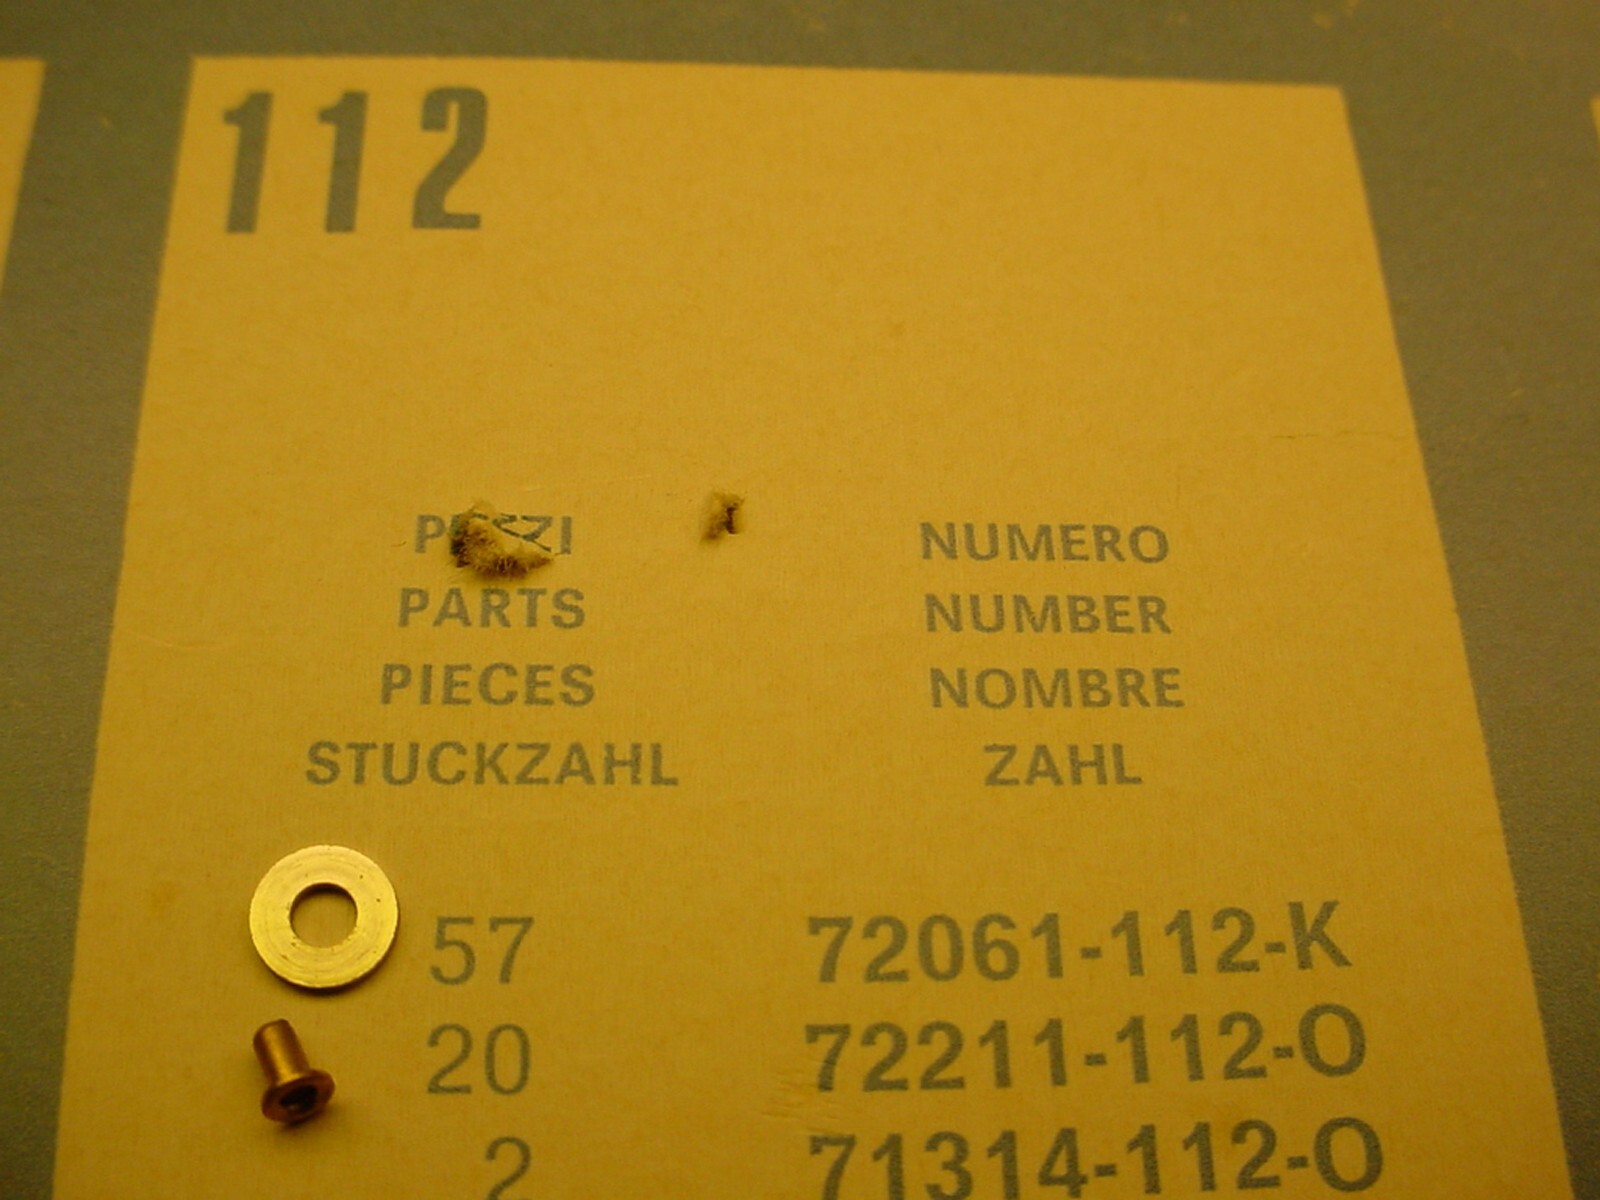 112
NUMERO
PARTS NUMBER
PIECES NOMBRE
STUCKZAHL ZAHL
57 72061-112-K
20 72211-112-O
2 71314-112-O